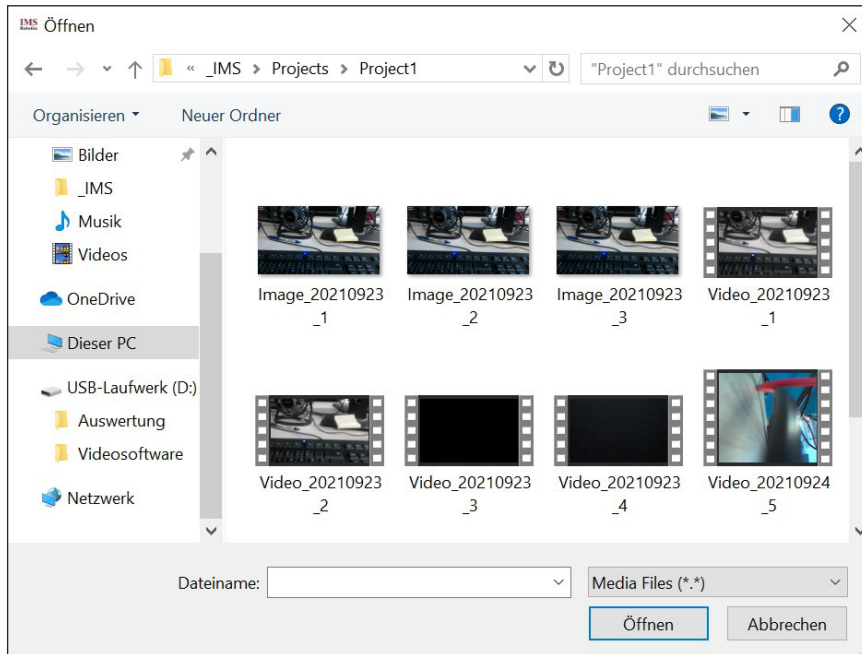 IMS Robotics Öffnen
« _IMS > Projects > Project1
"Project1" durchsuchen
Organisieren
Neuer Ordner
Bilder
_IMS
Musik
Videos
OneDrive
Dieser PC
USB-Laufwerk (D:)
Auswertung
Videosoftware
Netzwerk
Image_20210923
_1
Image_20210923
_2
Image_20210923
_3
Video_20210923
_1
Video_20210923
_2
Video_20210923
_3
Video_20210923
_4
Video_20210924
_5
Dateiname:
Media Files (*.*)
Öffnen
Abbrechen